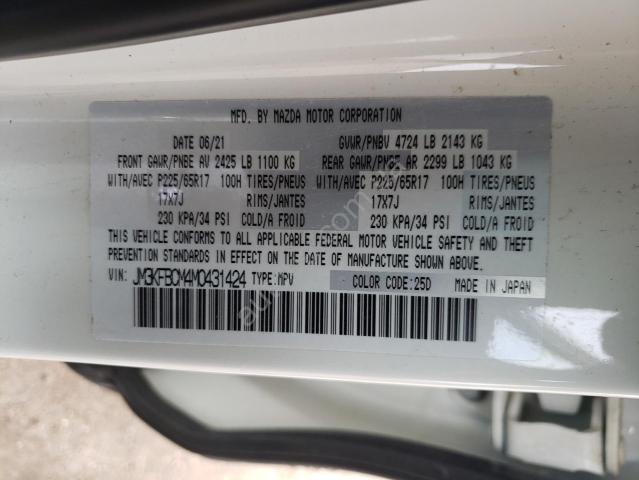 MFD. BY MAZDA MOTOR CORPORATION
DATE 06/21 GVWR/PNBV 4724 LB 2143 KG
FRONT GAWR/PNBE AV 2425 LB 1100 KG REAR GAWR/PNBE AR 2299 LB 1043 KG
WITH/AVEC P225/65R17 100H TIRES/PNEUS WITH/AVEC P225/65R17 100H TIRES/PNEUS
17X7J RIMS/JANTES 17X7J RIMS/JANTES
230 KPA/34 PSI COLD/A FROID 230 KPA/34 PSI COLD/A FROID
THIS VEHICLE CONFORMS TO ALL APPLICABLE FEDERAL MOTOR VEHICLE SAFETY AND THEFT
PREVENTION STANDARDS IN EFFECT ON THE DATE OF MANUFACTURE SHOWN ABOVE.
VIN: JM3KFBCM4M0431424 TYPE:MPV COLOR CODE:25D MADE IN JAPAN